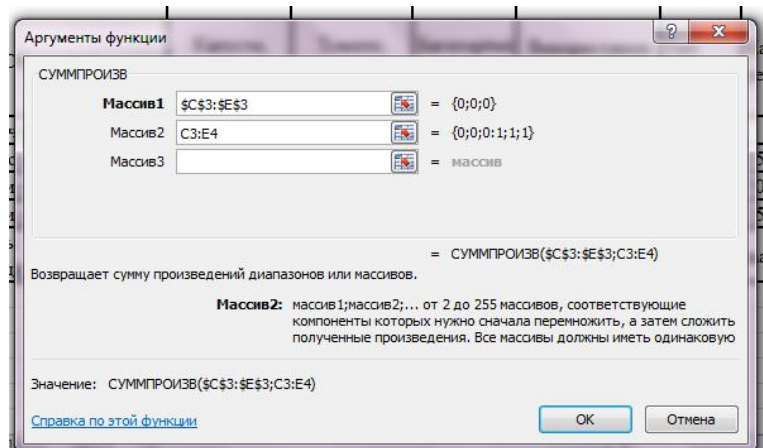 Аргументы функции
СУММПРОИЗВ
Массив1 $C$3:$E$3 = {0;0;0}
Массив2 C3:E4 = {0;0;0:1;1;1}
Массив3 = массив
= СУММПРОИЗВ($C$3:$E$3;C3:E4)
Возвращает сумму произведений диапазонов или массивов.
Массив2: массив1;массив2;... от 2 до 255 массивов, соответствующие
компоненты которых нужно сначала перемножить, а затем сложить
полученные произведения. Все массивы должны иметь одинаковую
Значение: СУММПРОИЗВ($C$3:$E$3;C3:E4)
Справка по этой функции
ОК
Отмена